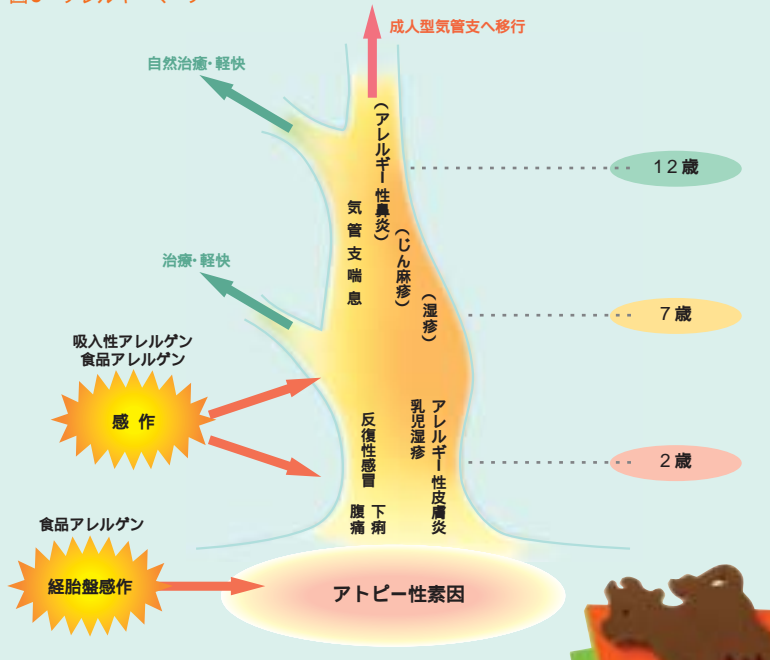 成人型気管支へ移行
自然治癒・軽快
(アレルギー性鼻炎)
12歳
気管支喘息
(じん麻疹)
治療・軽快
(湿疹)
7歳
吸入性アレルゲン
食品アレルゲン
感作
アレルギー性皮膚炎
乳児湿疹
反復性感冒
2歳
下痢
腹痛
食品アレルゲン
経胎盤感作
アトピー性素因